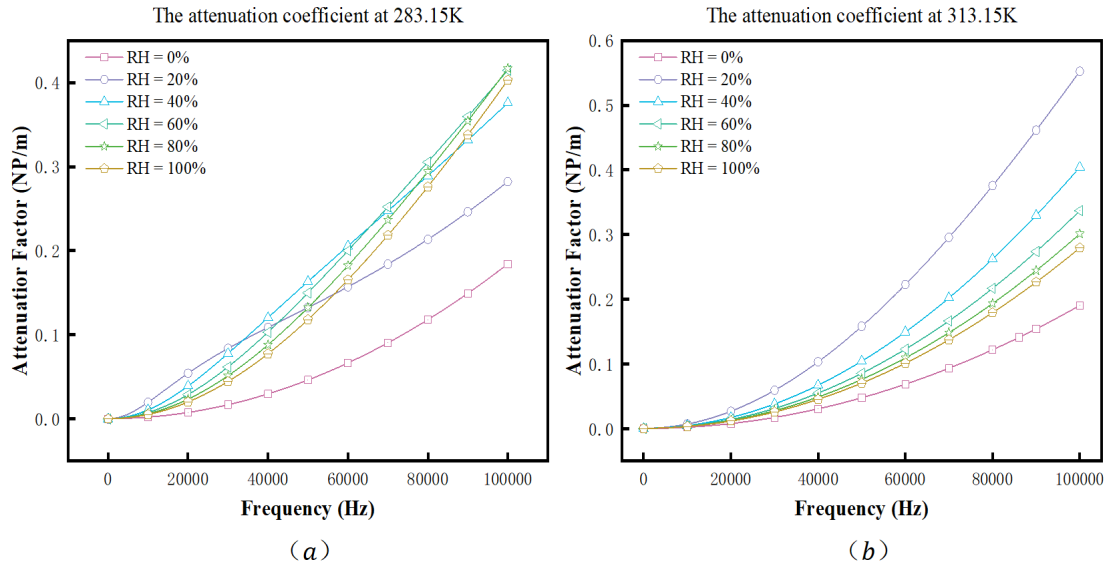 The attenuation coefficient at 283.15K
RH = 0%
RH = 20%
RH = 40%
RH = 60%
RH = 80%
RH = 100%
0.4
0.3
0.2
0.1
0.0
Attenuatior Factor (NP/m)
0 20000 40000 60000 80000 100000
Frequency (Hz)
(a)
The attenuation coefficient at 313.15K
RH = 0%
RH = 20%
RH = 40%
RH = 60%
RH = 80%
RH = 100%
0.6
0.5
0.4
0.3
0.2
0.1
0.0
Attenuatior Factor (NP/m)
0 20000 40000 60000 80000 100000
Frequency (Hz)
(b)